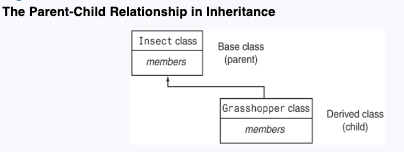 The Parent-Child Relationship in Inheritance
Insect class
members
Base class
(parent)
Grasshopper class
members
Derived class
(child)